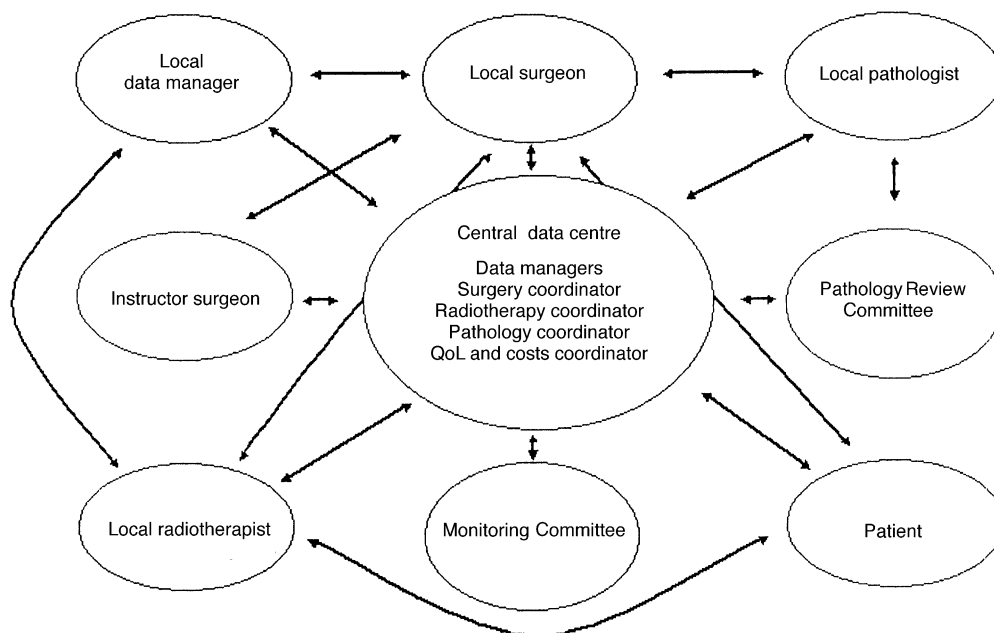 Local
data manager
Local surgeon
Local pathologist
Central data centre
Data managers
Surgery coordinator
Radiotherapy coordinator
Pathology coordinator
QoL and costs coordinator
Instructor surgeon
Pathology Review
Committee
Local radiotherapist
Monitoring Committee
Patient